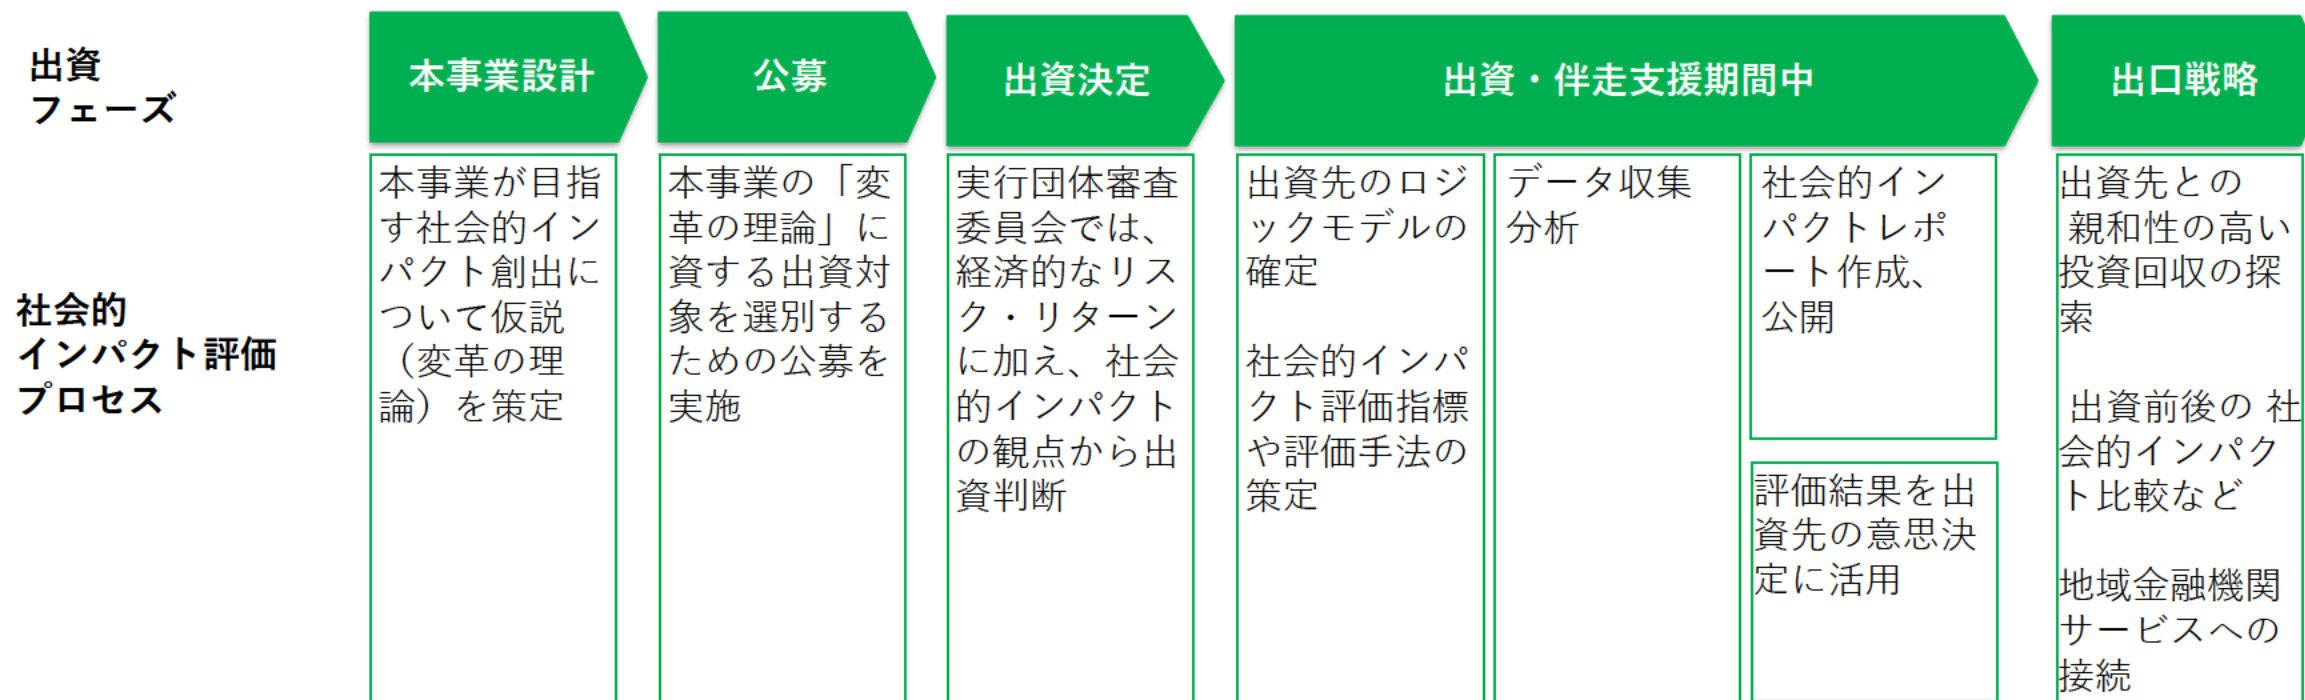 出資
フェーズ
本事業設計
公募
出資決定
出資・伴走支援期間中
出口戦略
社会的
インパクト評価
プロセス
本事業が目指
す社会的イン
パクト創出に
ついて仮説
（変革の理
論）を策定
本事業の「変
革の理論」に
資する出資対
象を選別する
ための公募を
実施
実行団体審査
委員会では、
経済的なリス
ク・リターン
に加え、社会
的インパクト
の観点から出
資判断
出資先のロジ
ックモデルの
確定
社会的インパ
クト評価指標
や評価手法の
策定
データ収集
分析
社会的イン
パクトレポ
ート作成、
公開
評価結果を出
資先の意思決
定に活用
出資先との
親和性の高い
投資回収の探
索
出資前後の 社
会的インパク
ト比較など
地域金融機関
サービスへの
接続